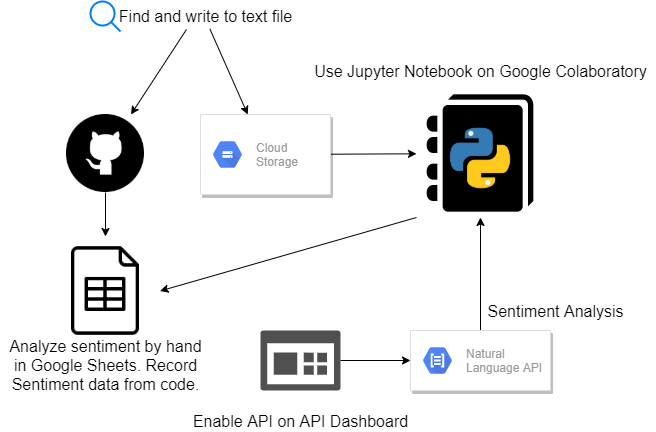 Find and write to text file
Use Jupyter Notebook on Google Colaboratory
Cloud
Storage
Sentiment Analysis
Analyze sentiment by hand
in Google Sheets. Record
Sentiment data from code.
Natural
Language API
Enable API on API Dashboard